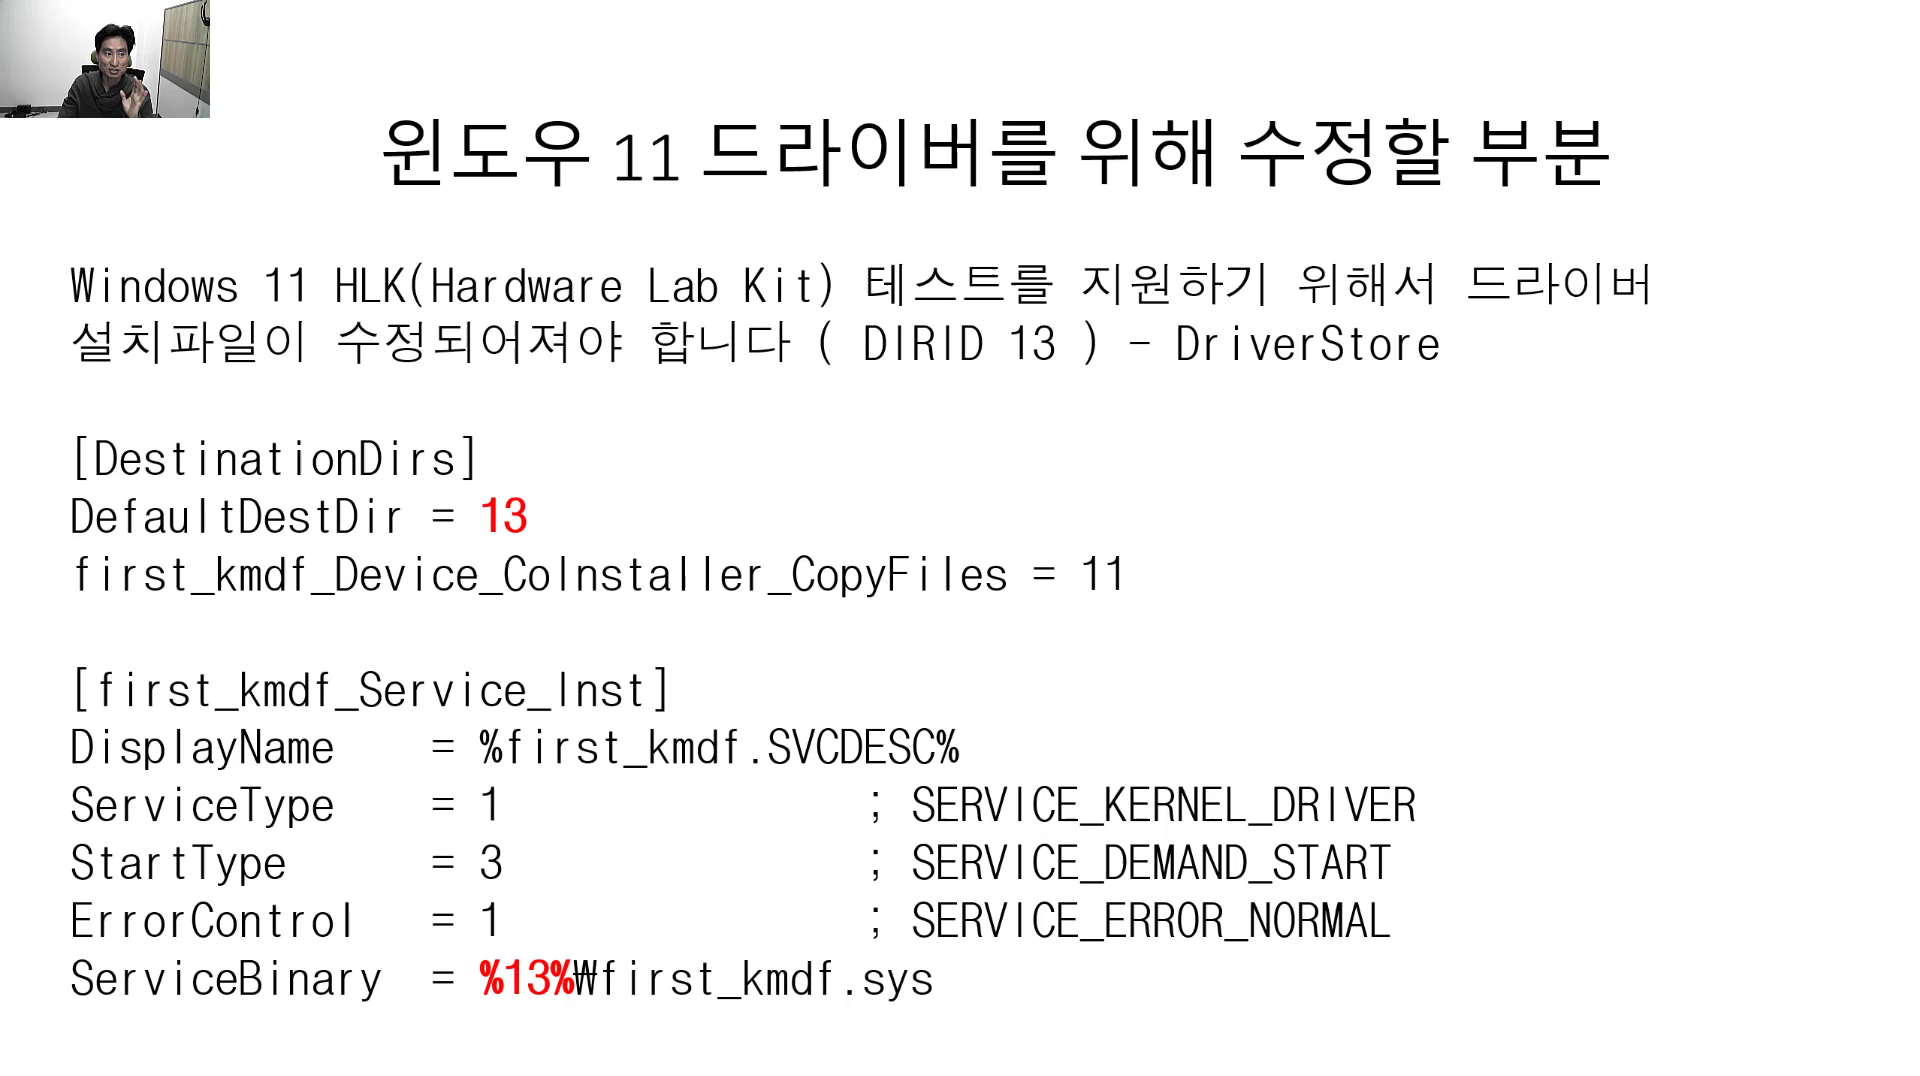 윈도우 11 드라이버를 위해 수정할 부분
Windows 11 HLK(Hardware Lab Kit) 테스트를 지원하기 위해서 드라이버
설치파일이 수정되어져야 합니다 ( DIRID 13 ) - DriverStore
[DestinationDirs]
DefaultDestDir = 13
first_kmdf_Device_CoInstaller_CopyFiles = 11
[first_kmdf_Service_Inst]
DisplayName = %first_kmdf.SVCDESC%
ServiceType = 1 ; SERVICE_KERNEL_DRIVER
StartType = 3 ; SERVICE_DEMAND_START
ErrorControl = 1 ; SERVICE_ERROR_NORMAL
ServiceBinary = %13%₩first_kmdf.sys